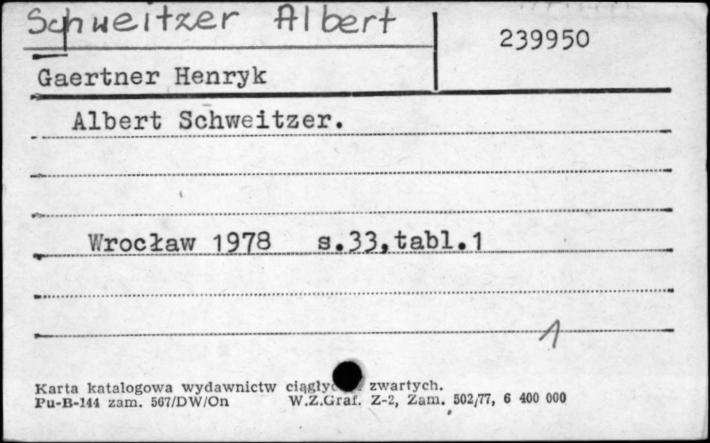 Schweitzer Albert
239950
Gaertner Henryk
Albert Schweitzer.
Wrocław 1978 s.33,tabl.1
1
Karta katalogowa wydawnictw zwartych.
Pu-B-144 zam. 567/DW/On W.Z.Graf. Z-2, Zam. 502/77, 6 400 000